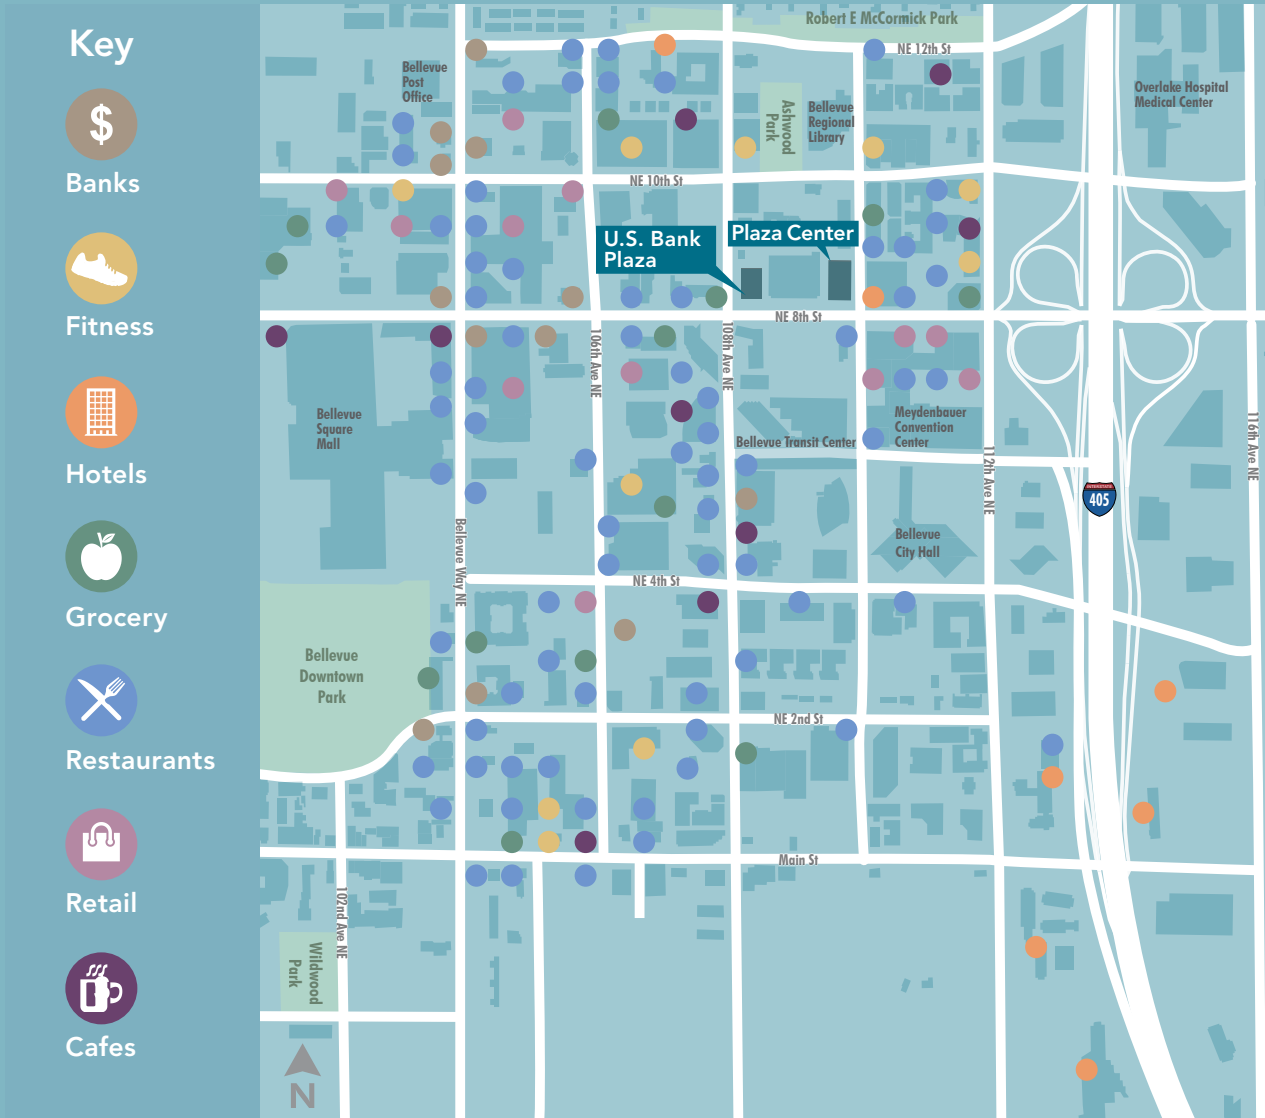 Key
$
Banks
Fitness
Hotels
Grocery
Restaurants
Retail
Cafes
Robert E McCormick Park
NE 12th St
Bellevue
Post
Office
Ashwood
Park
Bellevue
Regional
Library
Overlake Hospital
Medical Center
NE 10th St
U.S. Bank
Plaza
Plaza Center
NE 8th St
106th Ave NE
108th Ave NE
Bellevue
Square
Mall
Meydenbauer
Convention
Center
Bellevue Transit Center
112th Ave NE
116th Ave NE
INTERSTATE
405
Bellevue
City Hall
Bellevue Way NE
NE 4th St
Bellevue
Downtown
Park
NE 2nd St
Main St
102nd Ave NE
Wildwood
Park
N